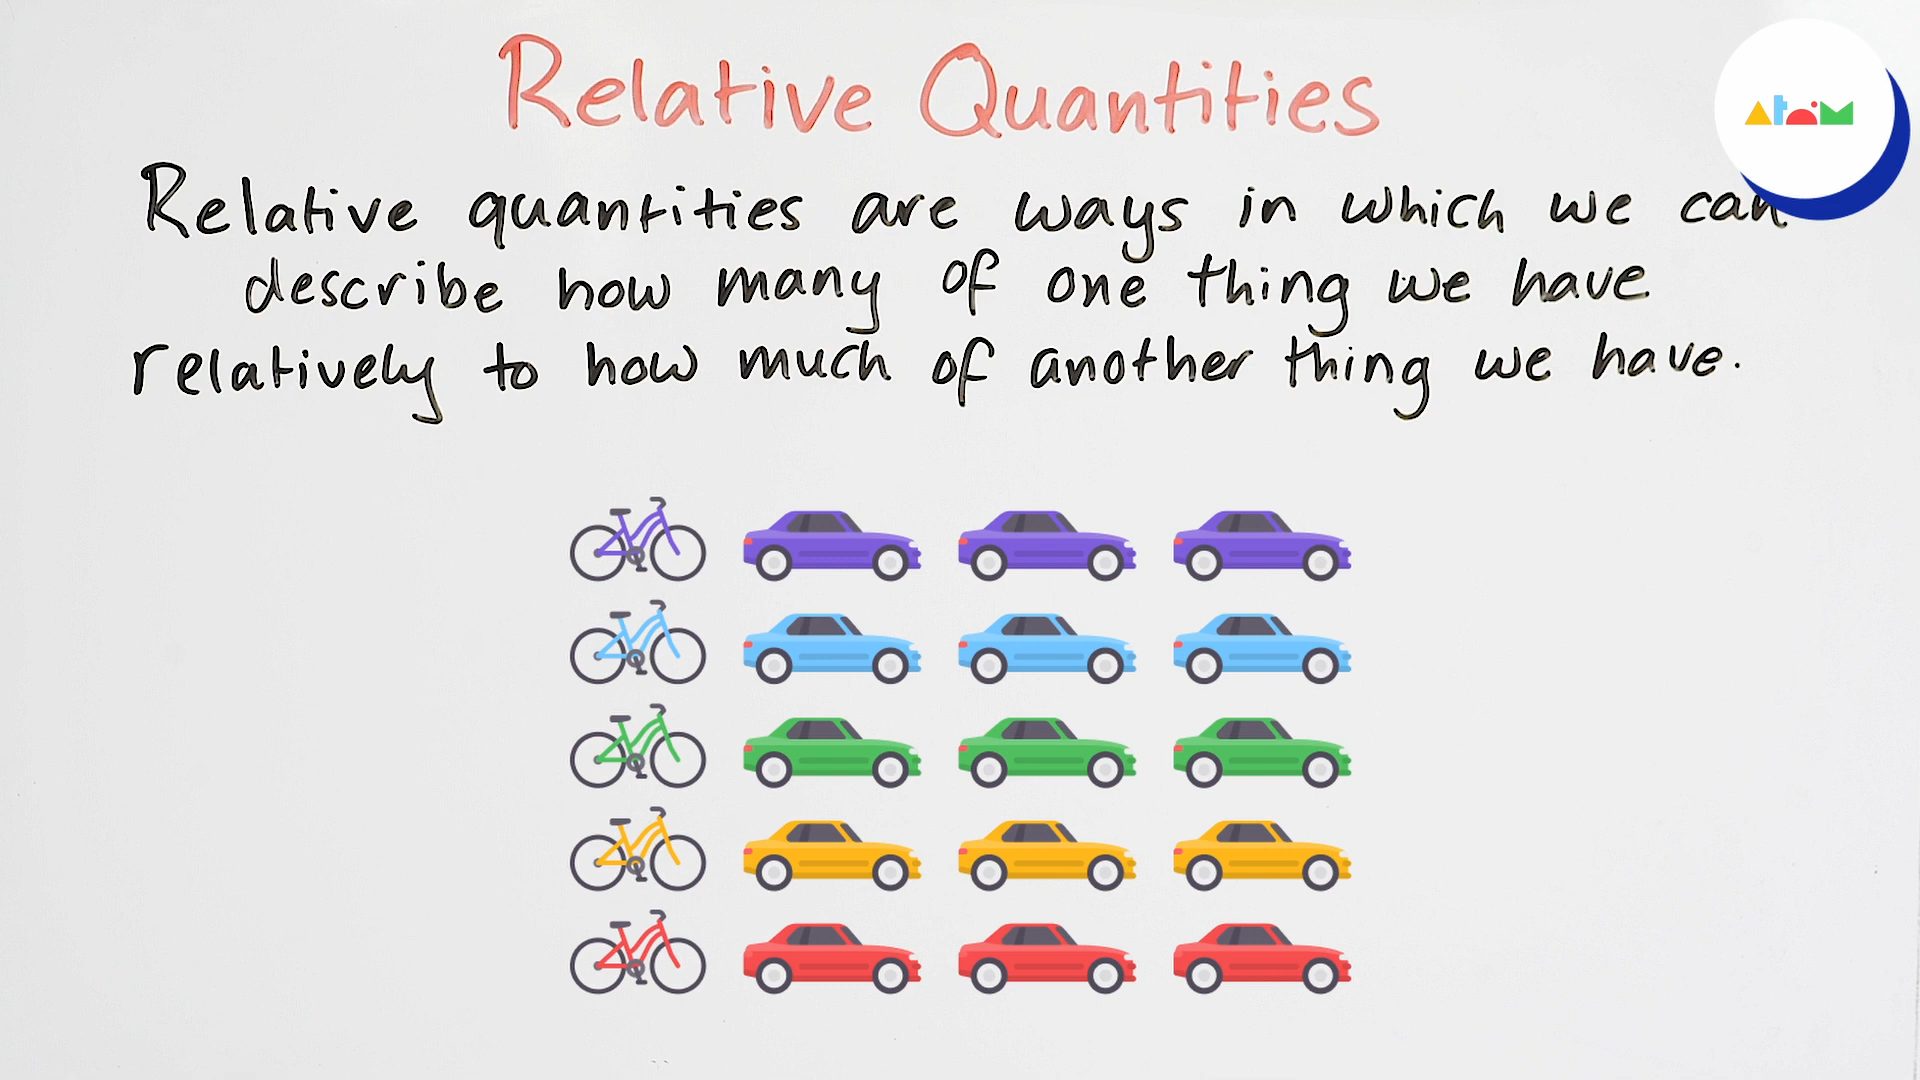 Relative Quantities
Atom
Relative quantities are ways in which we can
describe how many of one thing we have
relatively to how much of another thing we have.